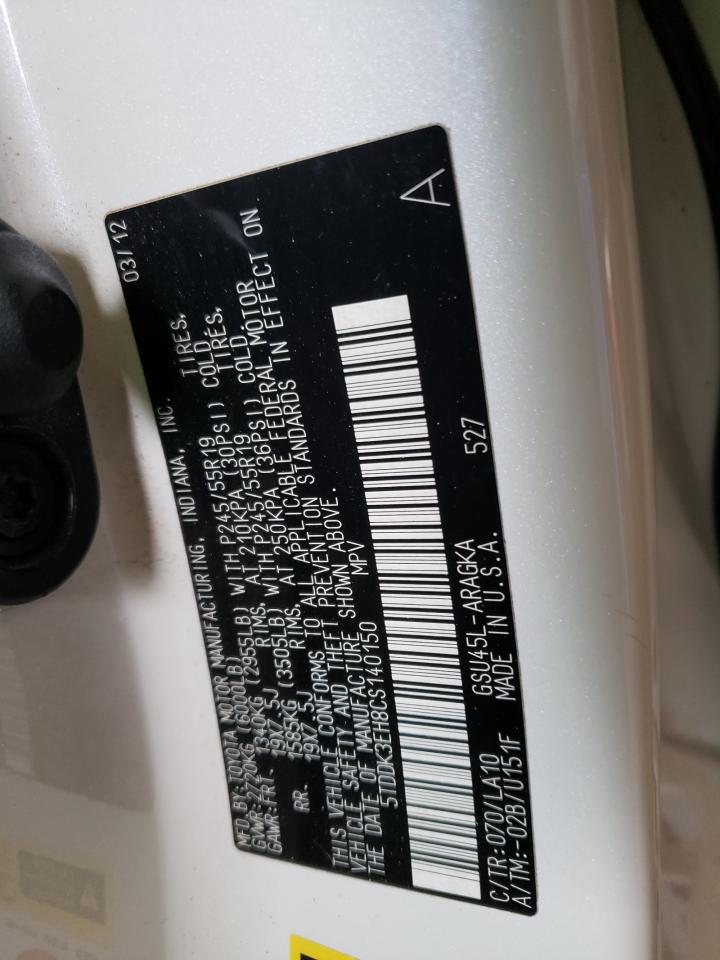 MFD. BY: TOYOTA MOTOR MANUFACTURING, INDIANA, INC. 03/12
GVWR: 2720KG (6000LB)
GAWR: FRT. 1340KG (2955LB) WITH P245/55R19 TIRES,
19X7.5J RIMS, AT 210KPA (30PSI) COLD.
RR. 1585KG (3505LB) WITH P245/55R19 TIRES,
19X7.5J RIMS, AT 250KPA (36PSI) COLD.
THIS VEHICLE CONFORMS TO ALL APPLICABLE FEDERAL MOTOR
VEHICLE SAFETY AND THEFT PREVENTION STANDARDS IN EFFECT ON
THE DATE OF MANUFACTURE SHOWN ABOVE.
5TDDK3EH8CS140150 MPV
A
C/TR: 070/LA10 GSU45L-ARAGKA 527
A/TM: -02B/U151F MADE IN U.S.A.